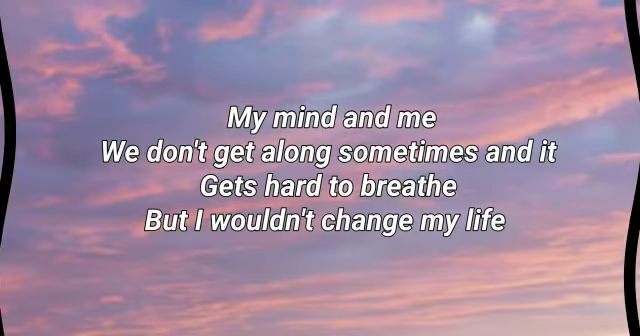 My mind and me
We don't get along sometimes and it
Gets hard to breathe
But I wouldn't change my life